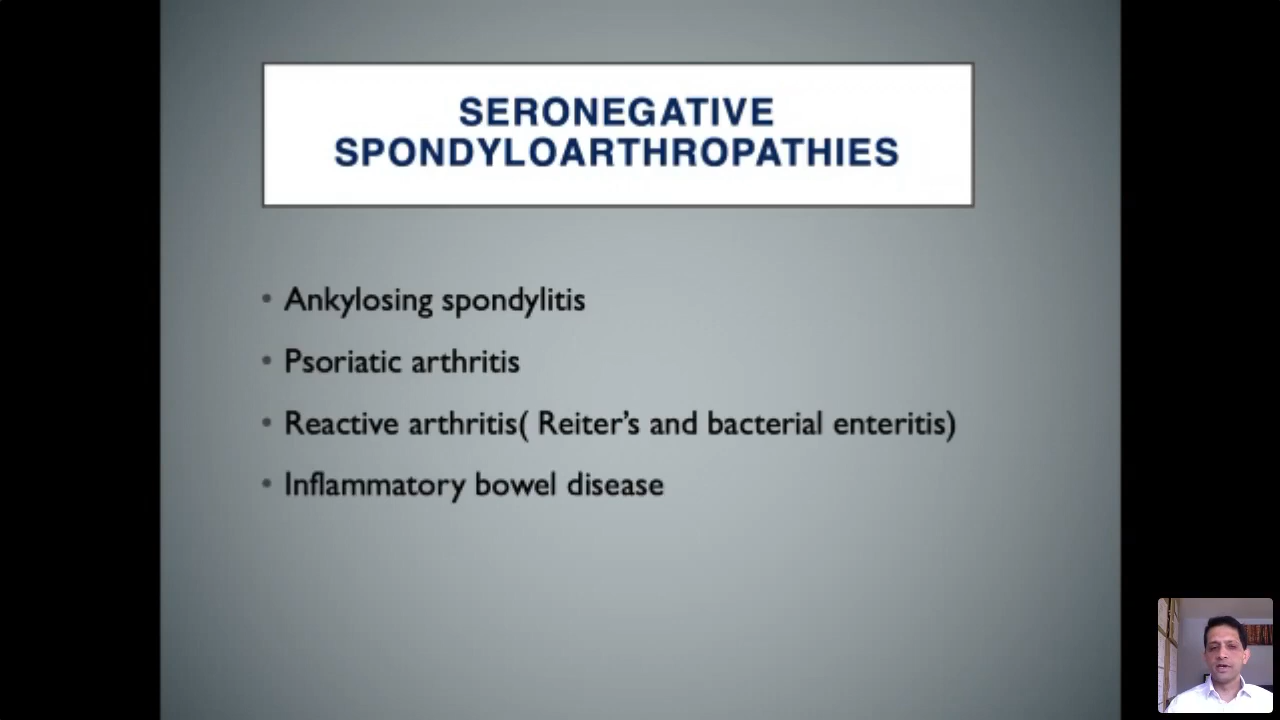 SERONEGATIVE
SPONDYLOARTHROPATHIES
• Ankylosing spondylitis
• Psoriatic arthritis
• Reactive arthritis( Reiter’s and bacterial enteritis)
• Inflammatory bowel disease